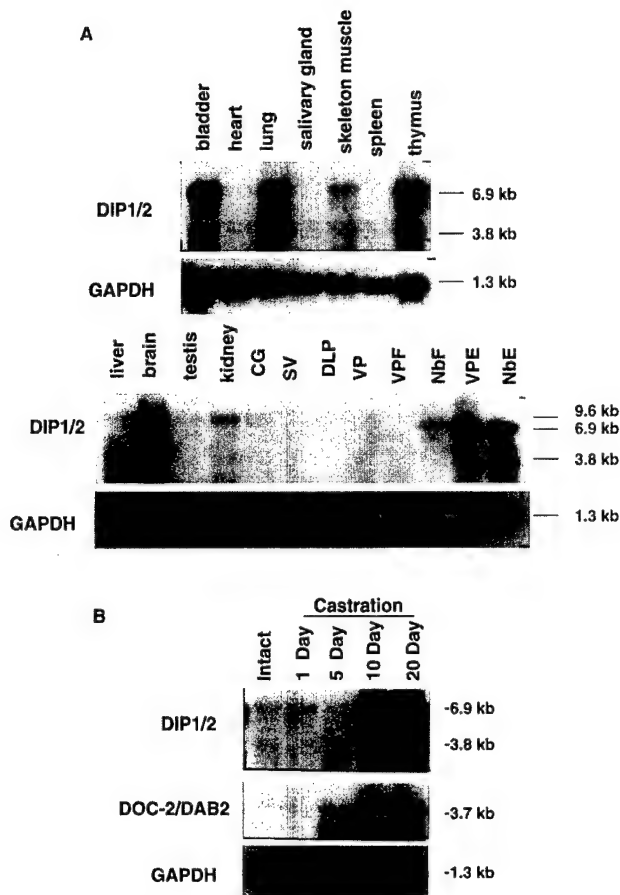 A
bladder heart lung salivary gland skeleton muscle spleen thymus
DIP1/2
6.9 kb
3.8 kb
GAPDH
1.3 kb
liver brain testis kidney CG SV DLP VP VPF NbF VPE NbE
DIP1/2
9.6 kb
6.9 kb
3.8 kb
GAPDH
1.3 kb
B
Castration
Intact 1 Day 5 Day 10 Day 20 Day
DIP1/2
-6.9 kb
-3.8 kb
DOC-2/DAB2
-3.7 kb
GAPDH
-1.3 kb